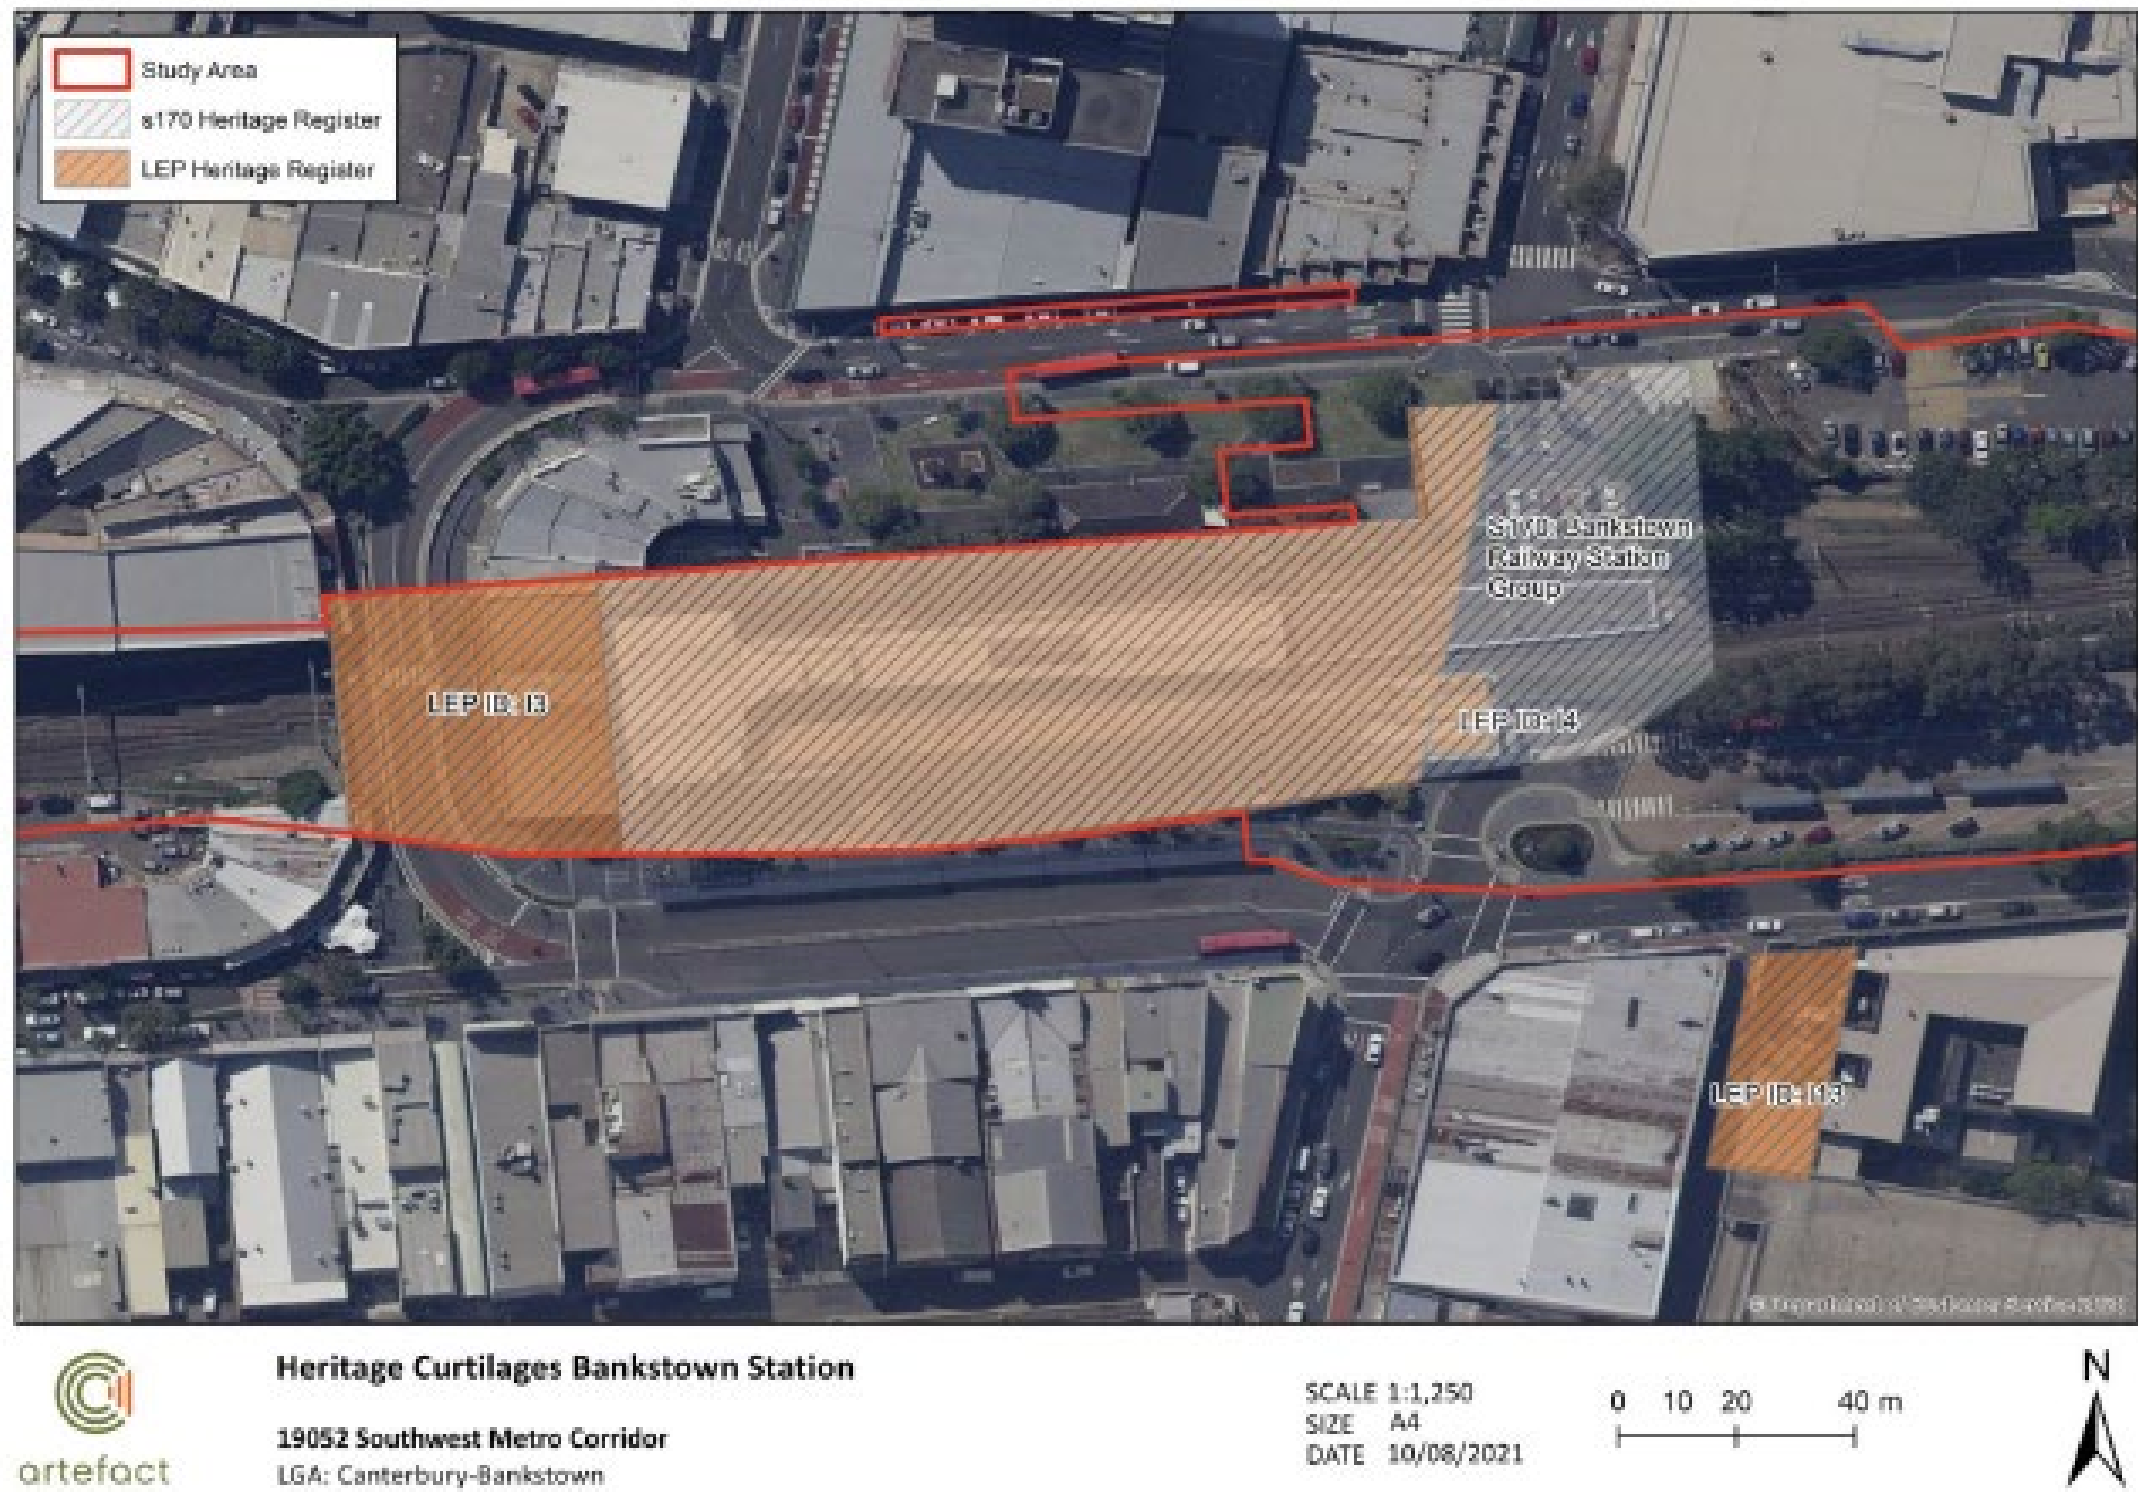 Study Area
s170 Heritage Register
LEP Heritage Register
S170: Bankstown
Railway Station
Group
LEP ID: I3
LEP ID: I4
Heritage Curtilages Bankstown Station
19052 Southwest Metro Corridor
LGA: Canterbury-Bankstown
artefact
SCALE 1:1,250
SIZE A4
DATE 10/08/2021
0 10 20 40 m
N
LEP ID: